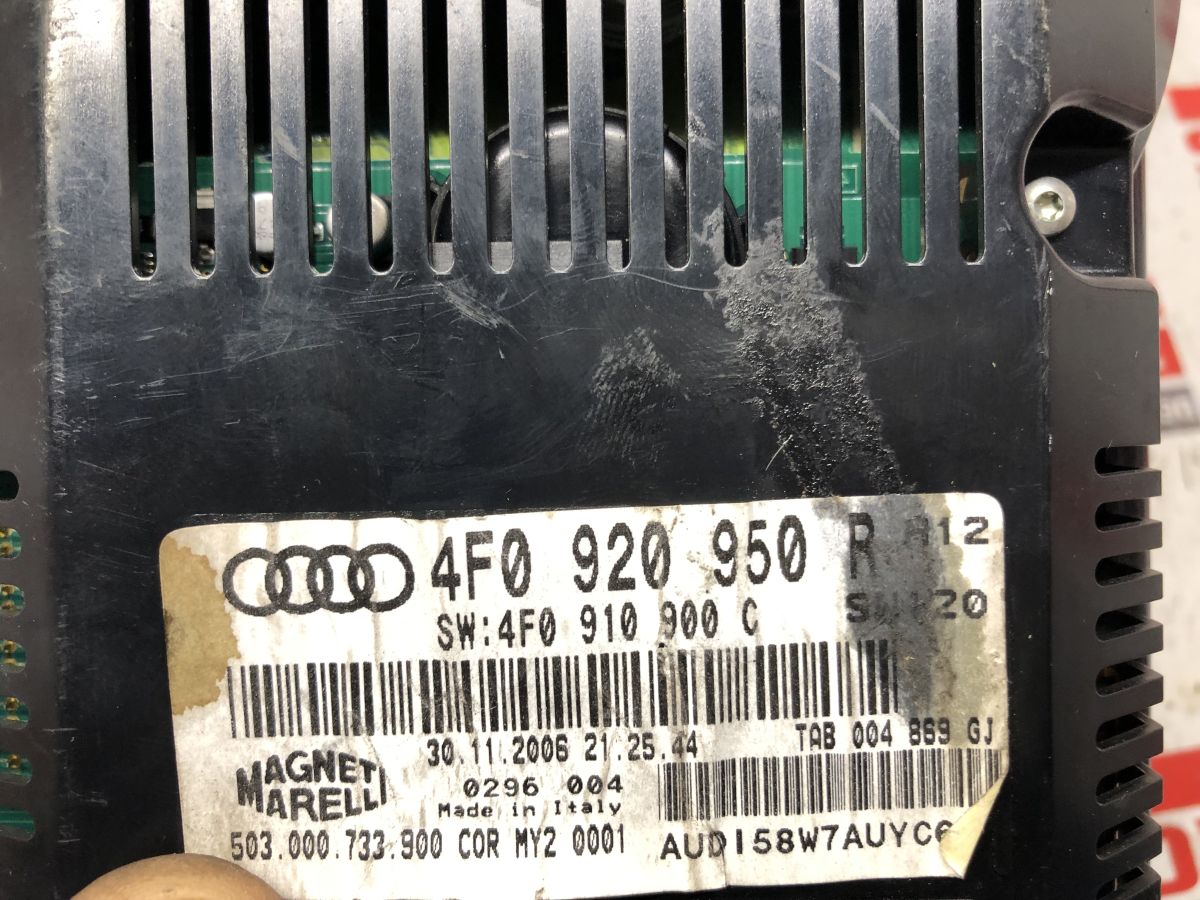 4F0 920 950 R
SW:4F0 910 900 C
30.11.2006 21.25.44 TAB 004 869 GJ
MAGNETI
MARELLI
0296 004
Made in Italy
503.000.733.900 COR MY2 0001
AUDI58W7AUYC6